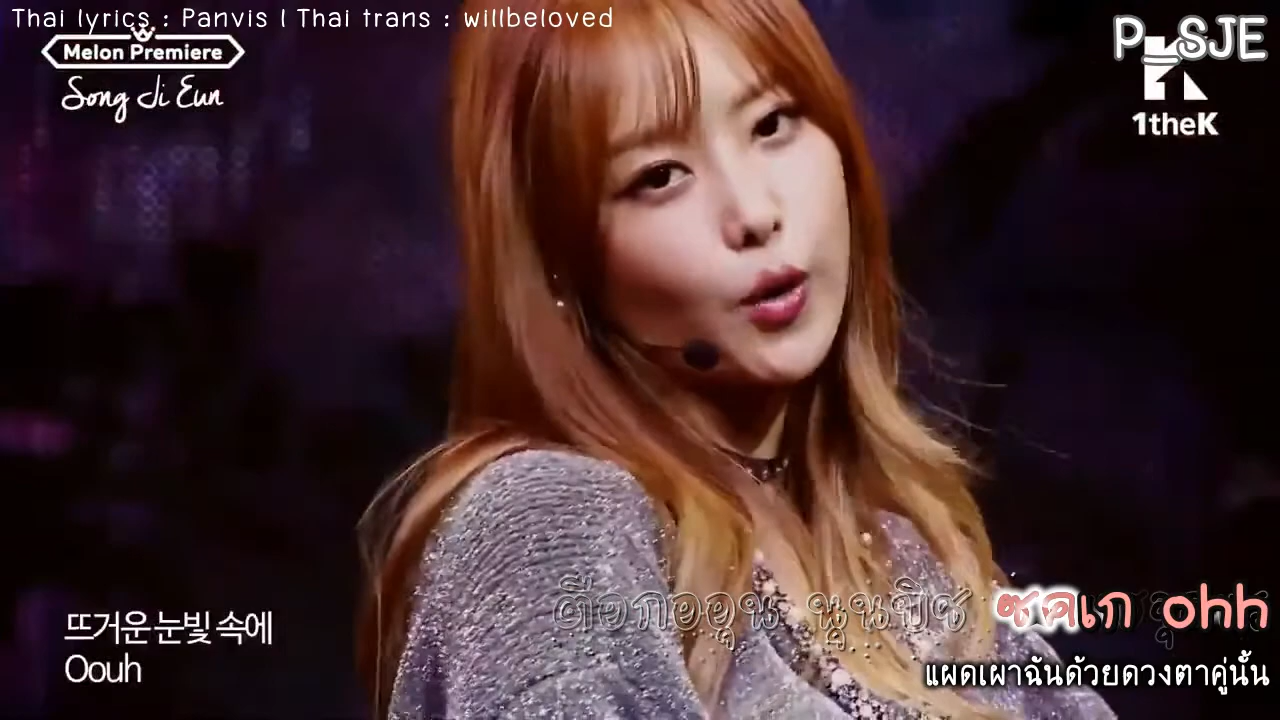 Thai lyrics : Panvis l Thai trans : willbeloved
P_SJE
Melon Premiere
Song Ji Eun
1theK
뜨거운 눈빛 속에
Oouh
ตือกออุน นุนบิช ซคเก ohh
แผดเผาฉันด้วยดวงตาคู่นั้น